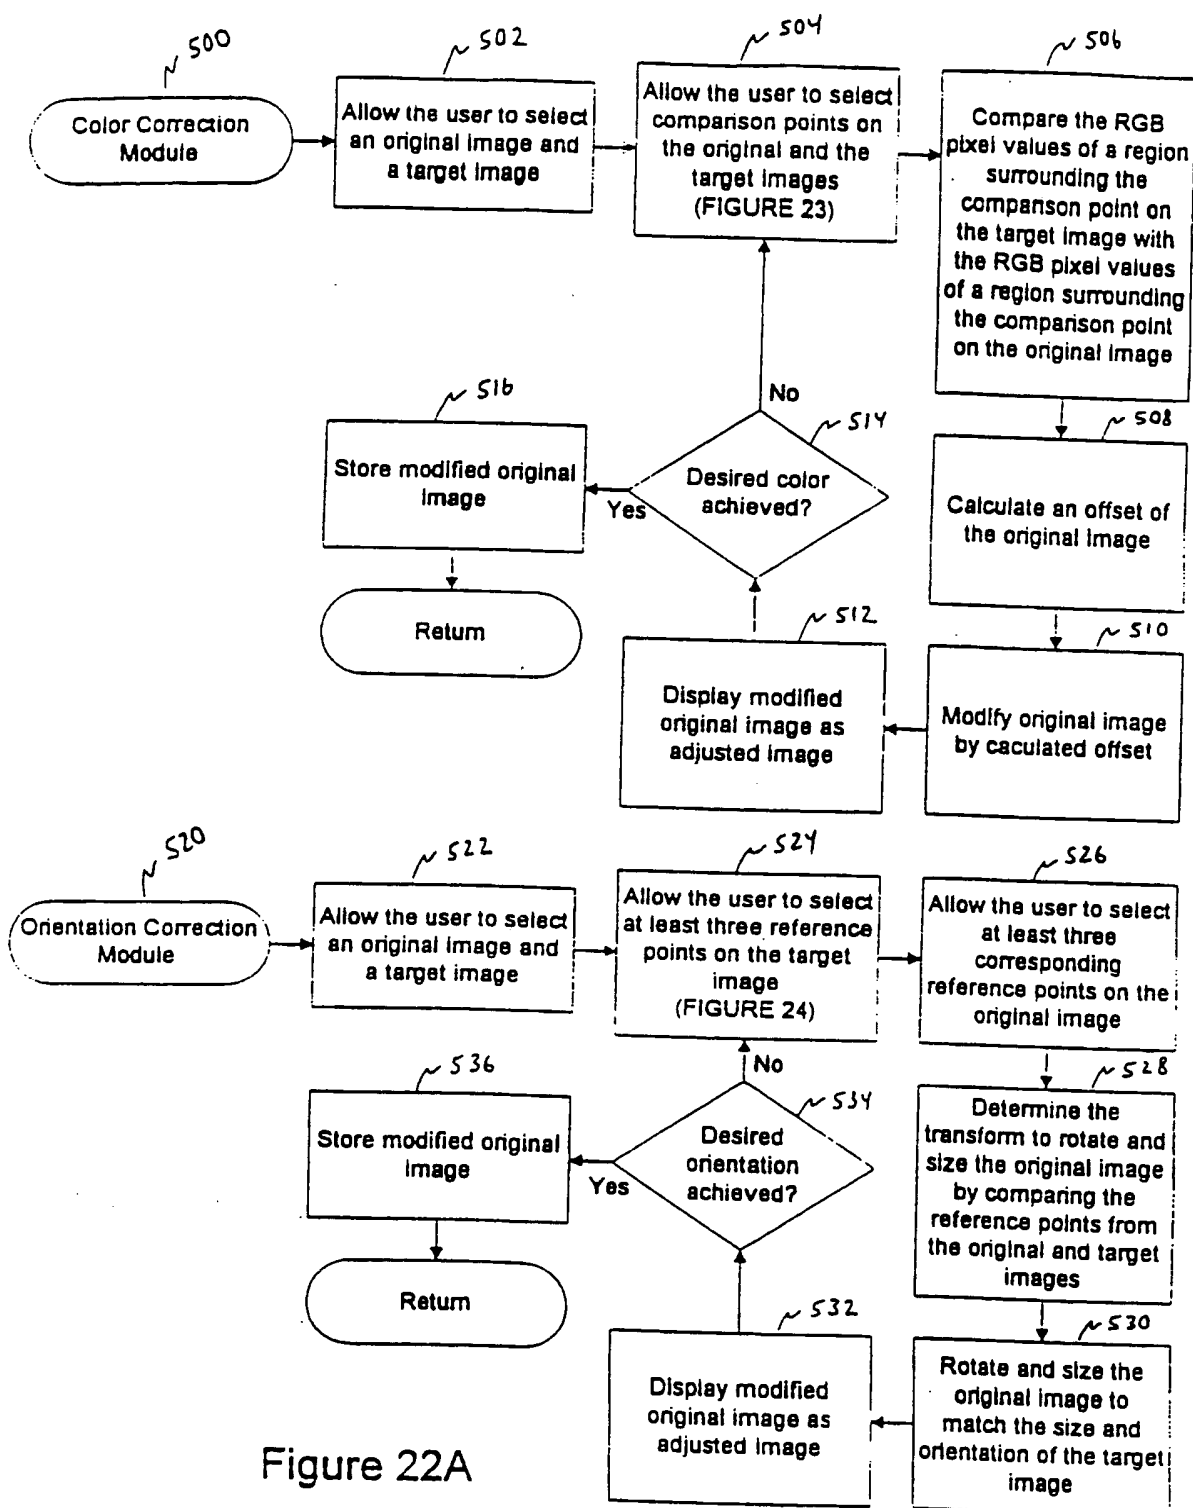 500
502
504
506
Color Correction
Module
Allow the user to select
an original image and
a target image
Allow the user to select
comparison points on
the original and the
target images
(FIGURE 23)
Compare the RGB
pixel values of a region
surrounding the
comparison point on
the target image with
the RGB pixel values
of a region surrounding
the comparison point
on the original image
508
Calculate an offset of
the original image
510
Modify original image
by caculated offset
512
Display modified
original image as
adjusted image
514
Desired color
achieved?
No
Yes
516
Store modified original
image
Return
520
522
524
526
Orientation Correction
Module
Allow the user to select
an original image and
a target image
Allow the user to select
at least three reference
points on the target
image
(FIGURE 24)
Allow the user to select
at least three
corresponding
reference points on the
original image
528
Determine the
transform to rotate and
size the original image
by comparing the
reference points from
the original and target
images
530
Rotate and size the
original image to
match the size and
orientation of the target
image
532
Display modified
original image as
adjusted image
534
Desired
orientation
achieved?
No
Yes
536
Store modified original
image
Return
Figure 22A